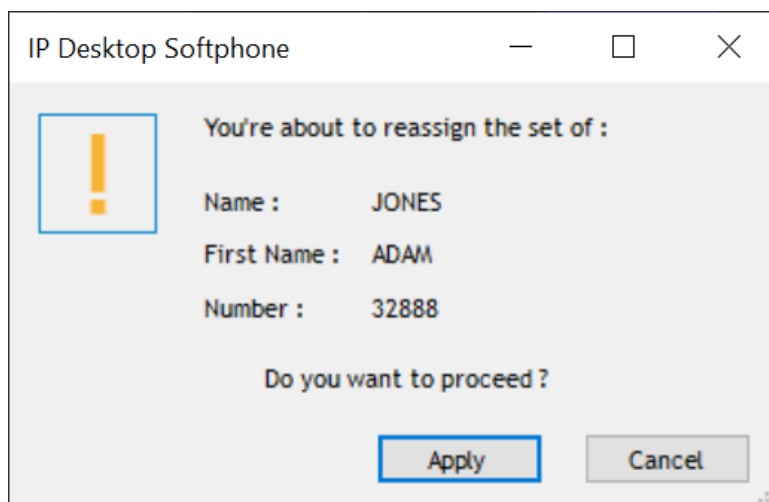 IP Desktop Softphone
You're about to reassign the set of :
Name : JONES
First Name : ADAM
Number : 32888
Do you want to proceed ?
Apply Cancel